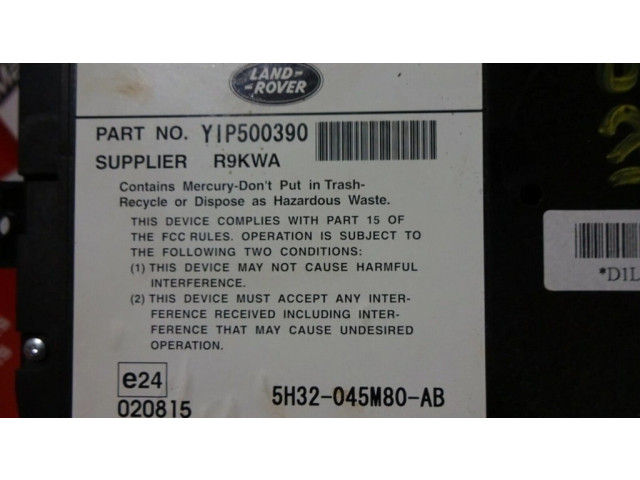 LAND-
-ROVER
PART NO. YIP500390
SUPPLIER R9KWA
Contains Mercury-Don't Put in Trash-
Recycle or Dispose as Hazardous Waste.
THIS DEVICE COMPLIES WITH PART 15 OF
THE FCC RULES. OPERATION IS SUBJECT TO
THE FOLLOWING TWO CONDITIONS:
(1) THIS DEVICE MAY NOT CAUSE HARMFUL
INTERFERENCE.
(2) THIS DEVICE MUST ACCEPT ANY INTER-
FERENCE RECEIVED INCLUDING INTER-
FERENCE THAT MAY CAUSE UNDESIRED
OPERATION.
e24
020815
5H32-045M80-AB
*D1L